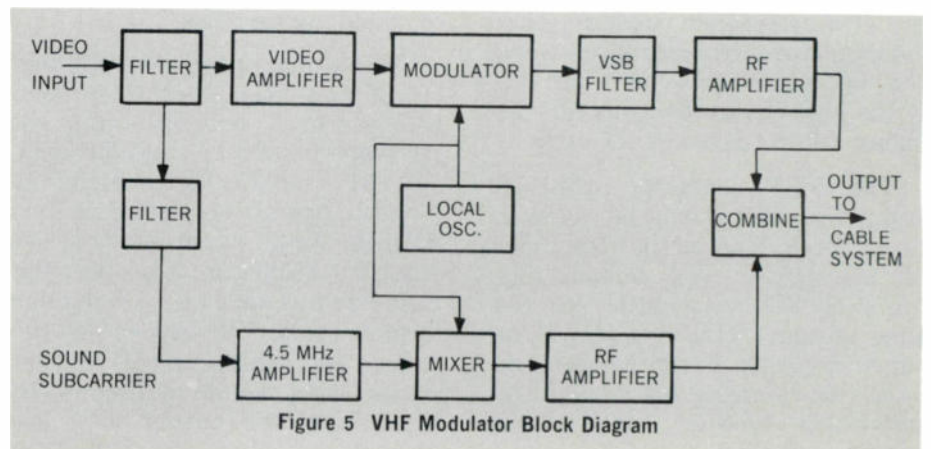 VIDEO
INPUT
FILTER
VIDEO
AMPLIFIER
MODULATOR
VSB
FILTER
RF
AMPLIFIER
FILTER
LOCAL
OSC.
COMBINE
OUTPUT
TO
CABLE
SYSTEM
SOUND
SUBCARRIER
4.5 MHz
AMPLIFIER
MIXER
RF
AMPLIFIER
Figure 5 VHF Modulator Block Diagram